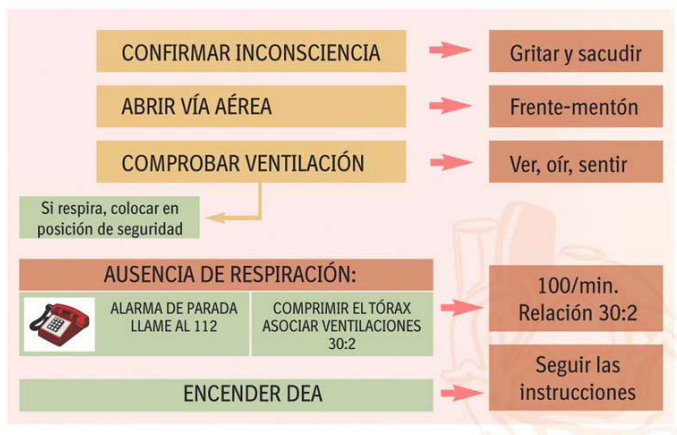 CONFIRMAR INCONSCIENCIA
Gritar y sacudir
ABRIR VÍA AÉREA
Frente-mentón
COMPROBAR VENTILACIÓN
Ver, oír, sentir
Si respira, colocar en
posición de seguridad
AUSENCIA DE RESPIRACIÓN:
ALARMA DE PARADA
LLAME AL 112
COMPRIMIR EL TÓRAX
ASOCIAR VENTILACIONES
30:2
100/min.
Relación 30:2
ENCENDER DEA
Seguir las
instrucciones